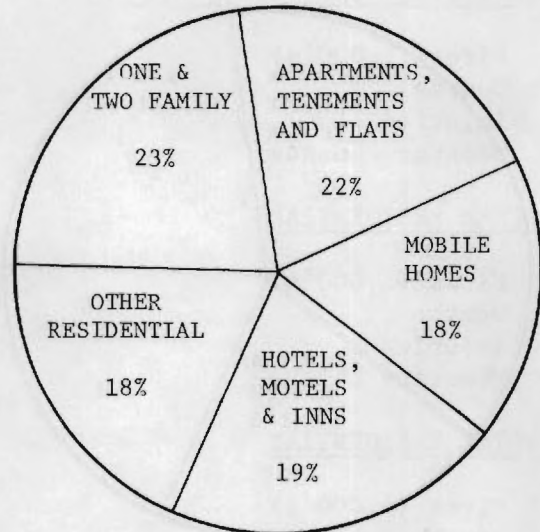 ONE &
TWO FAMILY
23%
APARTMENTS,
TENEMENTS
AND FLATS
22%
MOBILE
HOMES
18%
HOTELS,
MOTELS
& INNS
19%
OTHER
RESIDENTIAL
18%